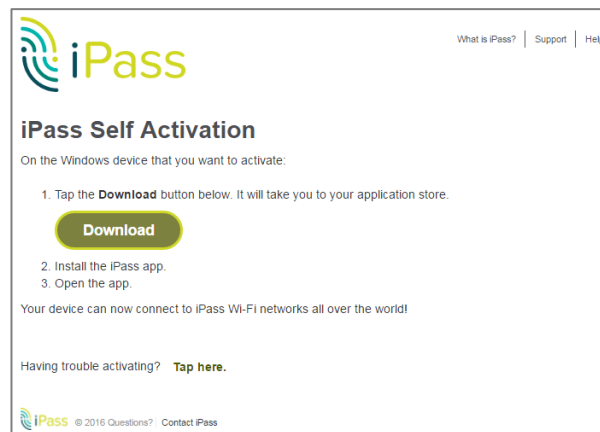 iPass
What is iPass? | Support | Help
iPass Self Activation
On the Windows device that you want to activate:
1. Tap the Download button below. It will take you to your application store.
Download
2. Install the iPass app.
3. Open the app.
Your device can now connect to iPass Wi-Fi networks all over the world!
Having trouble activating? Tap here.
iPass © 2016 Questions? | Contact iPass